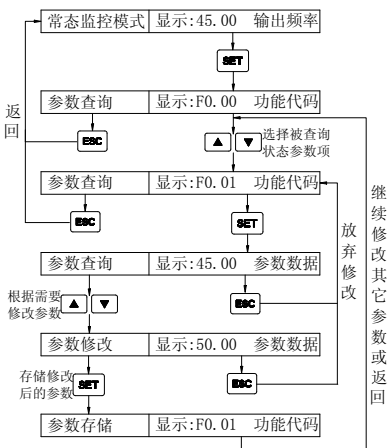 常态监控模式 显示:45.00 输出频率
SET
参数查询 显示:F0.00 功能代码
返回
ESC
▲ ▼ 选择被查询
状态参数项
参数查询 显示:F0.01 功能代码
ESC
SET
继续修改其它参数或返回
放弃修改
参数查询 显示:45.00 参数数据
根据需要
修改参数
▲ ▼
ESC
参数修改 显示:50.00 参数数据
存储修改
后的参数
SET
ESC
参数存储 显示:F0.01 功能代码